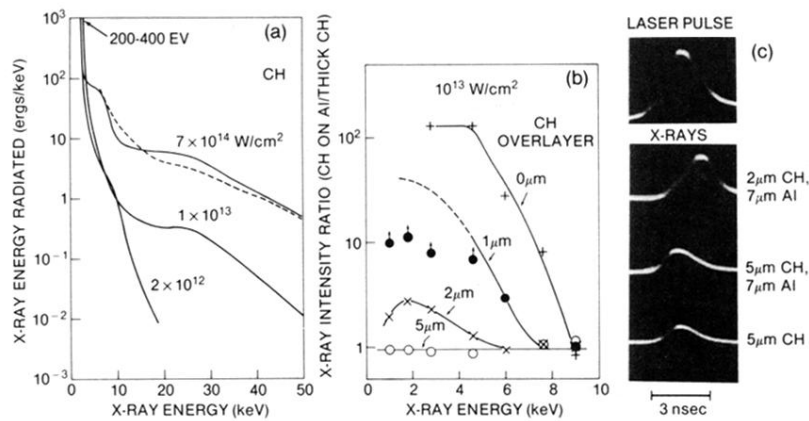 (a)
10³
10²
10
1
10⁻¹
10⁻²
10⁻³
X-RAY ENERGY RADIATED (ergs/keV)
200-400 EV
CH
7 × 10¹⁴ W/cm²
1 × 10¹³
2 × 10¹²
0 10 20 30 40 50
X-RAY ENERGY (keV)
X-RAY INTENSITY RATIO (CH ON Al/THICK CH)
10¹³ W/cm²
(b)
CH
OVERLAYER
10²
10
1
0μm
1μm
2μm
5μm
0 2 4 6 8 10
X-RAY ENERGY (keV)
LASER PULSE
(c)
X-RAYS
2μm CH,
7μm Al
5μm CH,
7μm Al
5μm CH
3 nsec